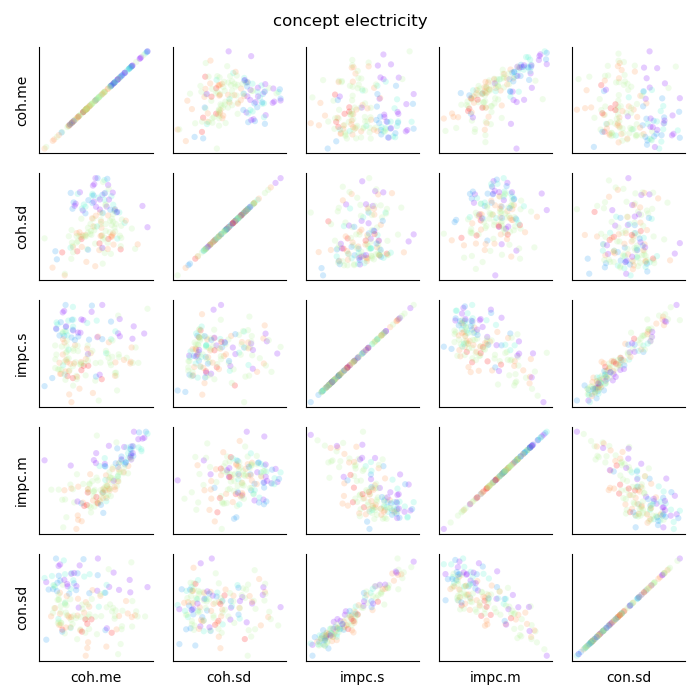 concept electricity
coh.me
coh.sd
impc.s
impc.m
con.sd
coh.me
coh.sd
impc.s
impc.m
con.sd